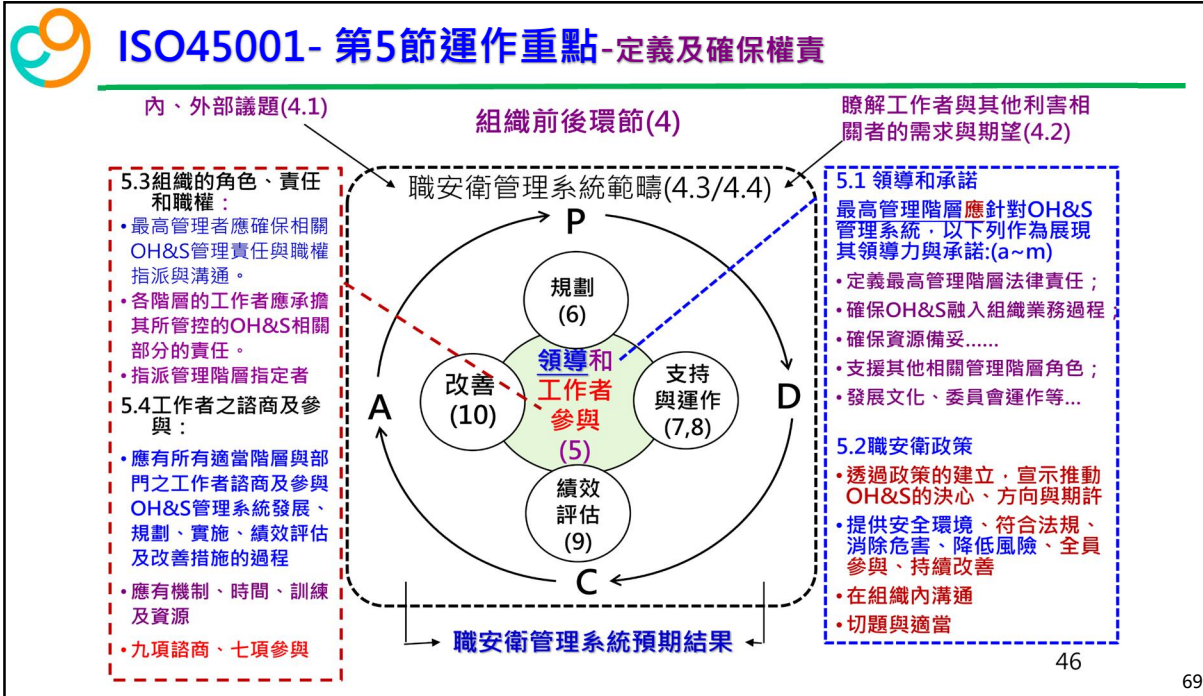 ISO45001- 第5節運作重點-定義及確保權責
內、外部議題(4.1)
組織前後環節(4)
瞭解工作者與其他利害相
關者的需求與期望(4.2)
5.3組織的角色、責任
和職權：
•最高管理者應確保相關
OH&S管理責任與職權
指派與溝通。
•各階層的工作者應承擔
其所管控的OH&S相關
部分的責任。
•指派管理階層指定者
5.4工作者之諮商及參
與：
•應有所有適當階層與部
門之工作者諮商及參與
OH&S管理系統發展、
規劃、實施、績效評估
及改善措施的過程
•應有機制、時間、訓練
及資源
•九項諮商、七項參與
職安衛管理系統範疇(4.3/4.4)
P
規劃
(6)
領導和
工作者
參與
(5)
改善
(10)
支持
與運作
(7,8)
A
D
績效
評估
(9)
C
職安衛管理系統預期結果
5.1 領導和承諾
最高管理階層應針對OH&S
管理系統，以下列作為展現
其領導力與承諾:(a~m)
•定義最高管理階層法律責任；
•確保OH&S融入組織業務過程；
•確保資源備妥......
•支援其他相關管理階層角色；
•發展文化、委員會運作等...
5.2職安衛政策
•透過政策的建立，宣示推動
OH&S的決心、方向與期許
•提供安全環境、符合法規、
消除危害、降低風險、全員
參與、持續改善
•在組織內溝通
•切題與適當
46
69